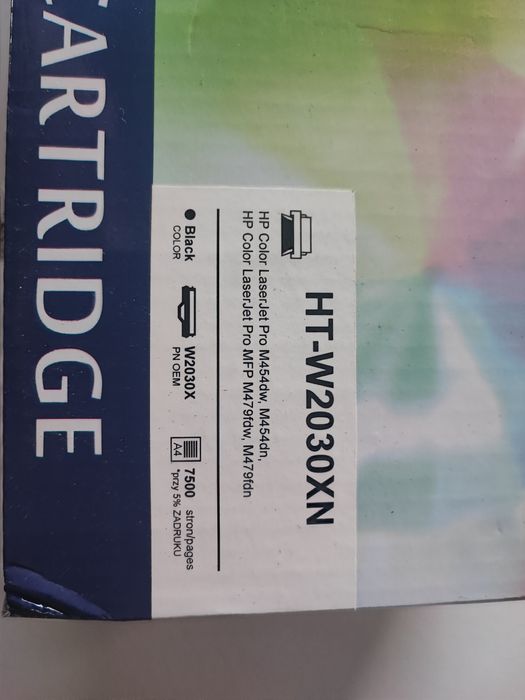 CARTRIDGE
HT-W2030XN
HP Color LaserJet Pro M454dw, M454dn,
HP Color LaserJet Pro MFP M479fdw, M479fdn
Black
COLOR
W2030X
PN OEM
A4
7500 stron/pages
*przy 5% ZADRUKU